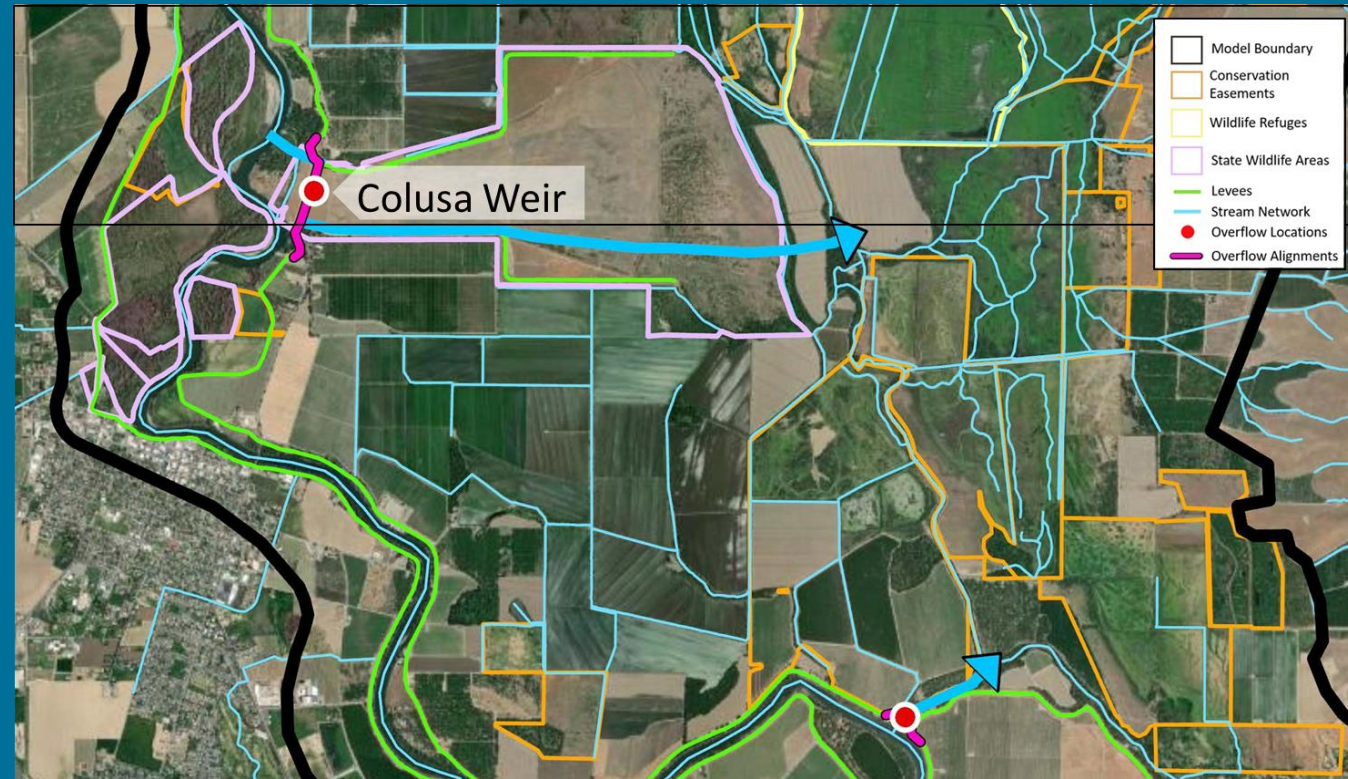 Colusa Weir
Model Boundary
Conservation
Easements
Wildlife Refuges
State Wildlife Areas
Levees
Stream Network
Overflow Locations
Overflow Alignments